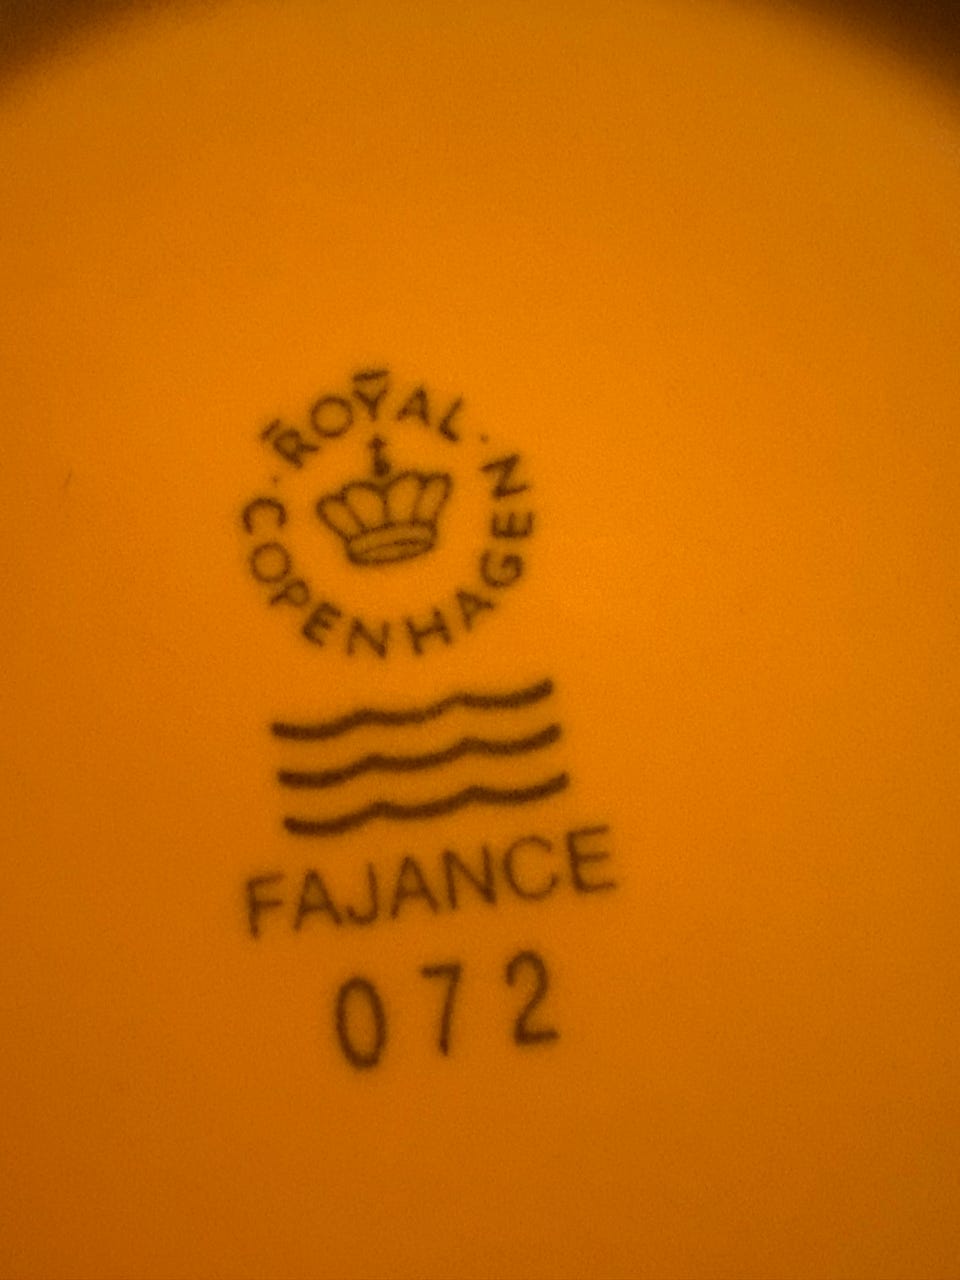 ROYAL · COPENHAGEN ·
FAJANCE
072